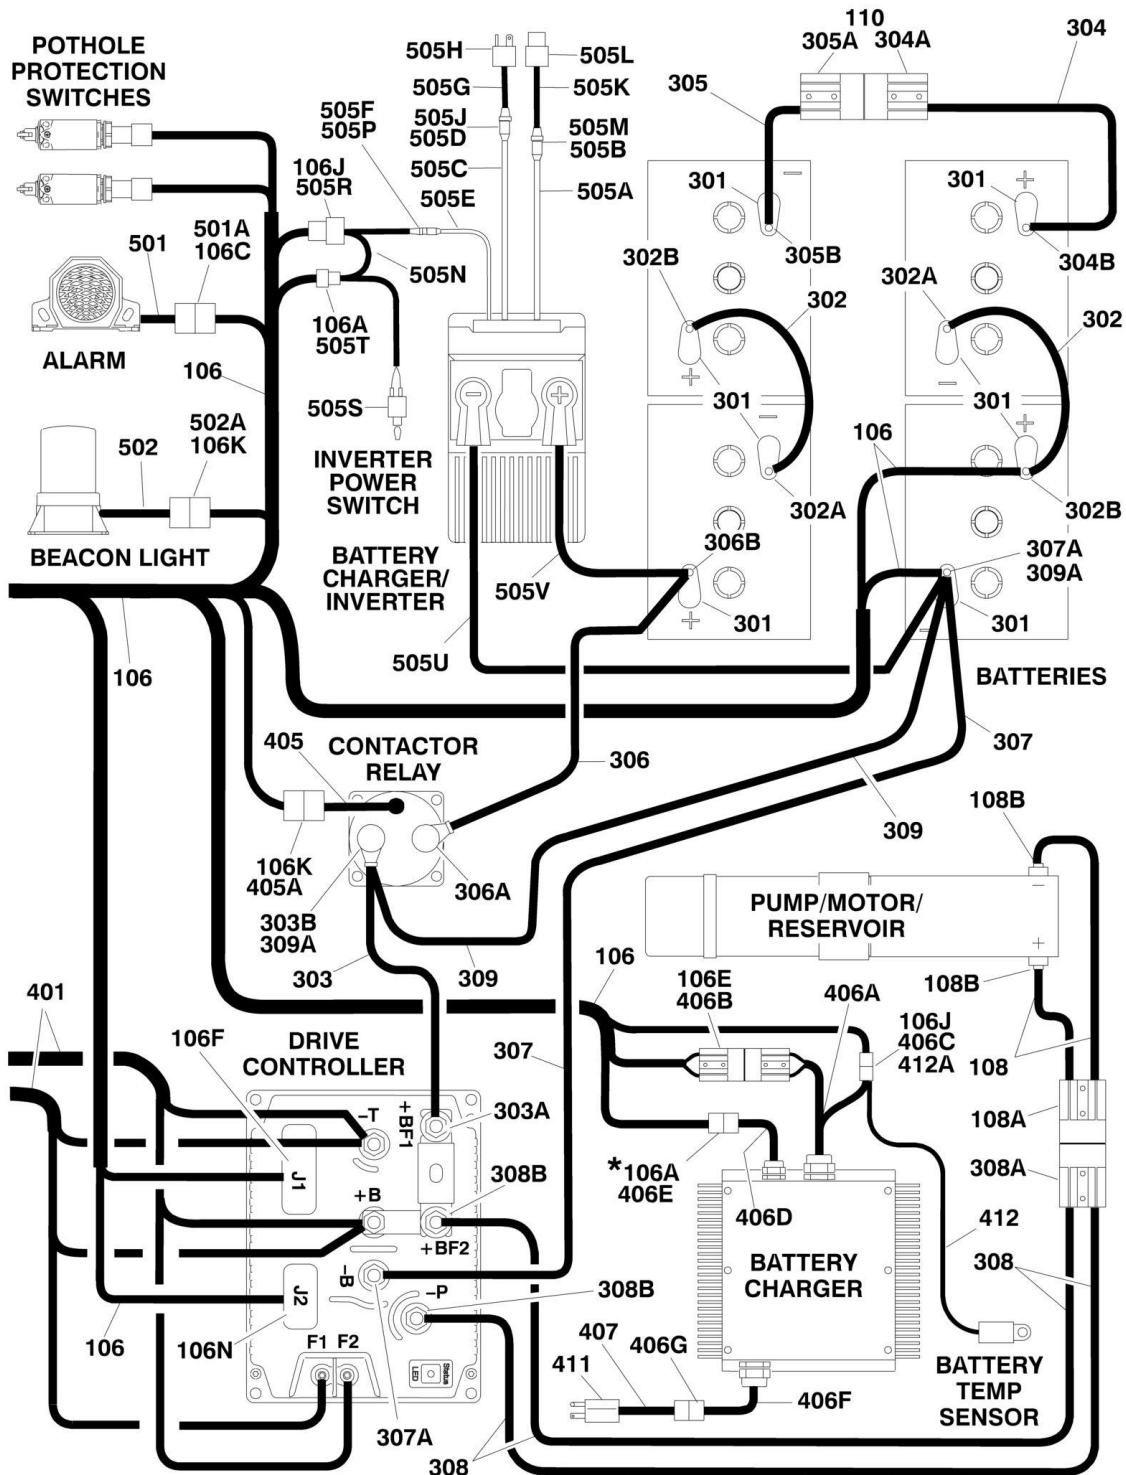 POTHOLE
PROTECTION
SWITCHES
505H
505L
505G
505K
505F
505P
505J
505D
505M
505B
110
305A
304A
304
305
106J
505R
505C
505E
505A
301
–
301
+
501
501A
106C
505N
302B
305B
302A
304B
302
302
ALARM
106A
505T
106
505S
–
+
+
–
301
–
301
+
502
502A
106K
106
INVERTER
POWER
SWITCH
302A
302B
BEACON LIGHT
BATTERY
CHARGER/
INVERTER
505V
306B
307A
309A
301
+
301
–
505U
106
BATTERIES
405
CONTACTOR
RELAY
306
307
309
108B
106K
405A
306A
303B
309A
303
309
PUMP/MOTOR/
RESERVOIR
–
+
106
108B
401
106E
406B
406A
106J
406C
412A
108
106F
DRIVE
CONTROLLER
307
–T
+BF1
303A
108A
J1
*106A
406E
308A
308B
+B
406D
412
+BF2
BATTERY
CHARGER
308
–B
–P
308B
J2
106
106N
F1 F2
Status
LED
407
406G
411
406F
BATTERY
TEMP
SENSOR
307A
308